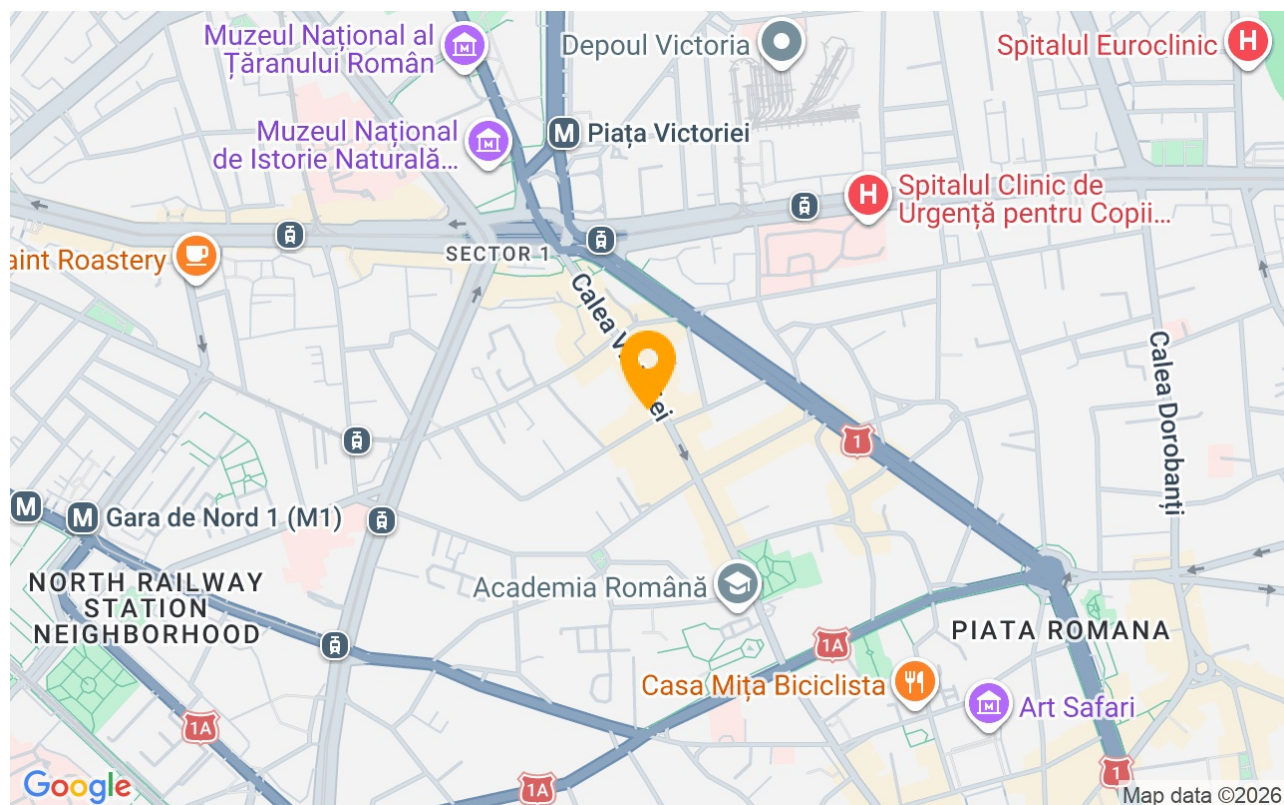 Muzeul Național al
Țăranului Român
Depoul Victoria
Spitalul Euroclinic
H
Muzeul Național
de Istorie Naturală...
M Piața Victoriei
H
Spitalul Clinic de
Urgență pentru Copii...
aint Roastery
SECTOR 1
Calea V
iei
Calea Dorobanți
1
M
M Gara de Nord 1 (M1)
NORTH RAILWAY
STATION
NEIGHBORHOOD
Academia Română
1A
PIATA ROMANA
Casa Mița Biciclista
Art Safari
1A
1A
1
Google
Map data ©2026